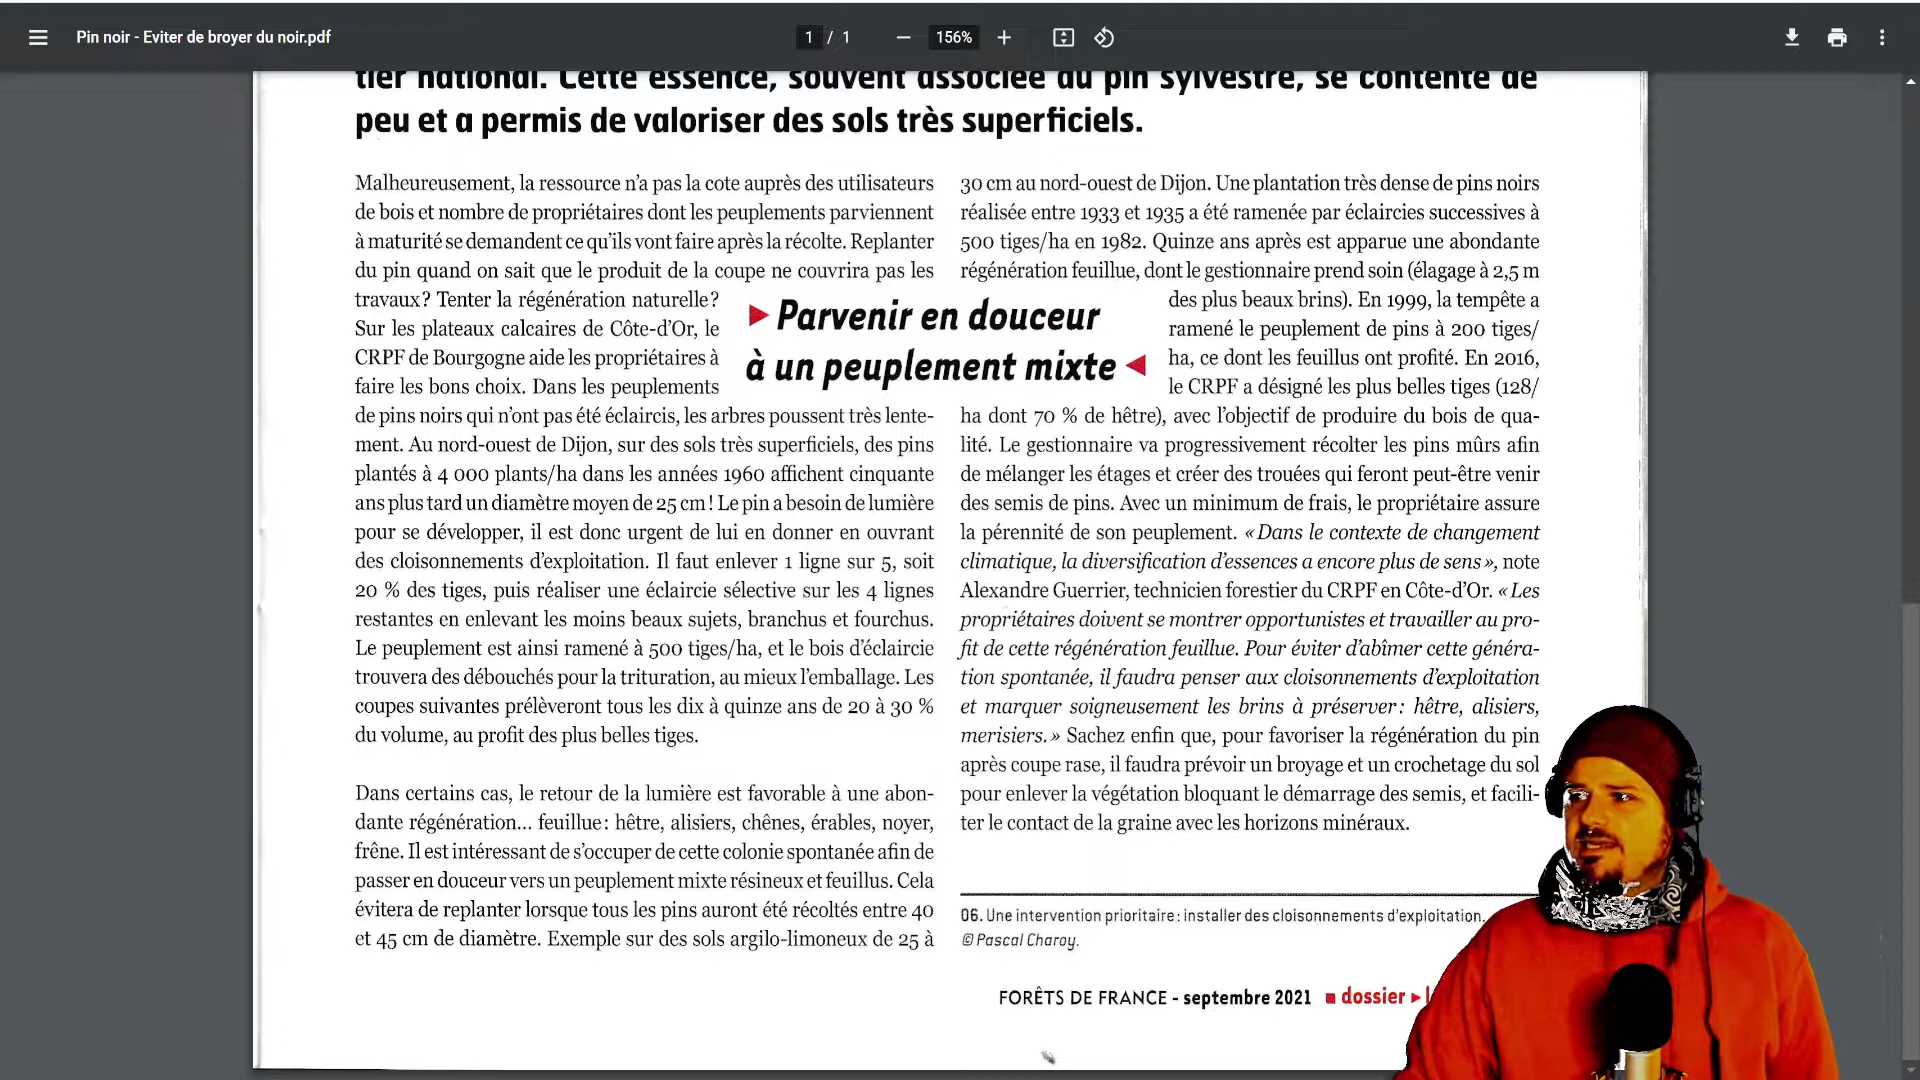 Pin noir - Eviter de broyer du noir.pdf
1 / 1
156%
tier national. Cette essence, souvent associée au pin sylvestre, se contente de
peu et a permis de valoriser des sols très superficiels.
Malheureusement, la ressource n'a pas la cote auprès des utilisateurs
de bois et nombre de propriétaires dont les peuplements parviennent
à maturité se demandent ce qu'ils vont faire après la récolte. Replanter
du pin quand on sait que le produit de la coupe ne couvrira pas les
travaux? Tenter la régénération naturelle?
Sur les plateaux calcaires de Côte-d'Or, le
CRPF de Bourgogne aide les propriétaires à
faire les bons choix. Dans les peuplements
de pins noirs qui n'ont pas été éclaircis, les arbres poussent très lente-
ment. Au nord-ouest de Dijon, sur des sols très superficiels, des pins
plantés à 4 000 plants/ha dans les années 1960 affichent cinquante
ans plus tard un diamètre moyen de 25 cm! Le pin a besoin de lumière
pour se développer, il est donc urgent de lui en donner en ouvrant
des cloisonnements d'exploitation. Il faut enlever 1 ligne sur 5, soit
20 % des tiges, puis réaliser une éclaircie sélective sur les 4 lignes
restantes en enlevant les moins beaux sujets, branchus et fourchus.
Le peuplement est ainsi ramené à 500 tiges/ha, et le bois d'éclaircie
trouvera des débouchés pour la trituration, au mieux l'emballage. Les
coupes suivantes prélèveront tous les dix à quinze ans de 20 à 30 %
du volume, au profit des plus belles tiges.
Dans certains cas, le retour de la lumière est favorable à une abon-
dante régénération... feuillue: hêtre, alisiers, chênes, érables, noyer,
frêne. Il est intéressant de s'occuper de cette colonie spontanée afin de
passer en douceur vers un peuplement mixte résineux et feuillus. Cela
évitera de replanter lorsque tous les pins auront été récoltés entre 40
et 45 cm de diamètre. Exemple sur des sols argilo-limoneux de 25 à
▶ Parvenir en douceur
à un peuplement mixte ◀
30 cm au nord-ouest de Dijon. Une plantation très dense de pins noirs
réalisée entre 1933 et 1935 a été ramenée par éclaircies successives à
500 tiges/ha en 1982. Quinze ans après est apparue une abondante
régénération feuillue, dont le gestionnaire prend soin (élagage à 2,5 m
des plus beaux brins). En 1999, la tempête a
ramené le peuplement de pins à 200 tiges/
ha, ce dont les feuillus ont profité. En 2016,
le CRPF a désigné les plus belles tiges (128/
ha dont 70 % de hêtre), avec l'objectif de produire du bois de qua-
lité. Le gestionnaire va progressivement récolter les pins mûrs afin
de mélanger les étages et créer des trouées qui feront peut-être venir
des semis de pins. Avec un minimum de frais, le propriétaire assure
la pérennité de son peuplement. « Dans le contexte de changement
climatique, la diversification d'essences a encore plus de sens », note
Alexandre Guerrier, technicien forestier du CRPF en Côte-d'Or. « Les
propriétaires doivent se montrer opportunistes et travailler au pro-
fit de cette régénération feuillue. Pour éviter d'abîmer cette généra-
tion spontanée, il faudra penser aux cloisonnements d'exploitation
et marquer soigneusement les brins à préserver: hêtre, alisiers,
merisiers. » Sachez enfin que, pour favoriser la régénération du pin
après coupe rase, il faudra prévoir un broyage et un crochetage du sol
pour enlever la végétation bloquant le démarrage des semis, et facili-
ter le contact de la graine avec les horizons minéraux.
06. Une intervention prioritaire: installer des cloisonnements d'exploitation.
© Pascal Charoy.
FORÊTS DE FRANCE - septembre 2021 ■ dossier ▶